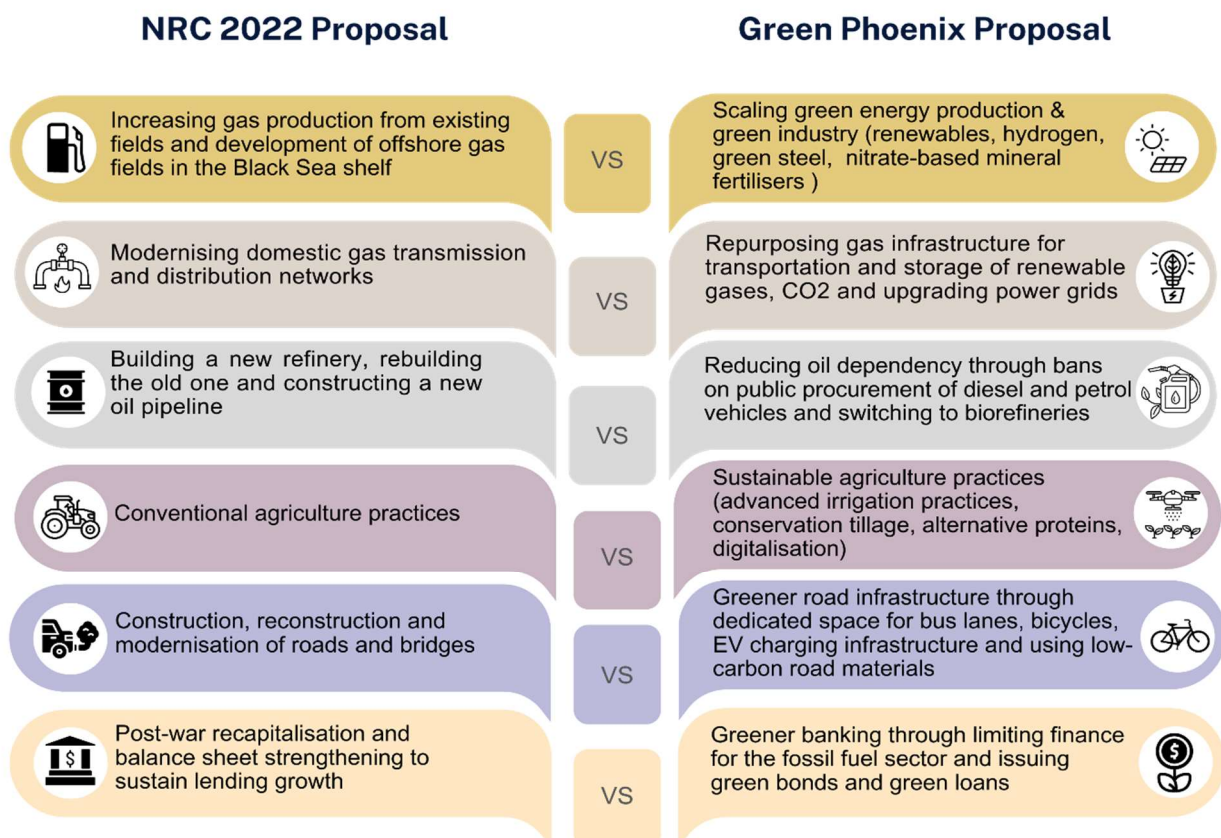 NRC 2022 Proposal
Green Phoenix Proposal
Increasing gas production from existing
fields and development of offshore gas
fields in the Black Sea shelf
VS
Scaling green energy production &
green industry (renewables, hydrogen,
green steel, nitrate-based mineral
fertilisers )
Modernising domestic gas transmission
and distribution networks
VS
Repurposing gas infrastructure for
transportation and storage of renewable
gases, CO2 and upgrading power grids
Building a new refinery, rebuilding
the old one and constructing a new
oil pipeline
VS
Reducing oil dependency through bans
on public procurement of diesel and petrol
vehicles and switching to biorefineries
Conventional agriculture practices
VS
Sustainable agriculture practices
(advanced irrigation practices,
conservation tillage, alternative proteins,
digitalisation)
Construction, reconstruction and
modernisation of roads and bridges
VS
Greener road infrastructure through
dedicated space for bus lanes, bicycles,
EV charging infrastructure and using low-
carbon road materials
$
Post-war recapitalisation and
balance sheet strengthening to
sustain lending growth
VS
Greener banking through limiting finance
for the fossil fuel sector and issuing
green bonds and green loans
$